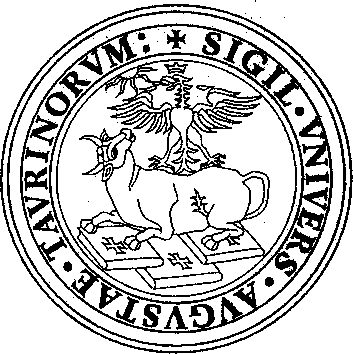 ✠ SIGIL · VNIVERS · AVGVSTAE · TAVRINORVM: